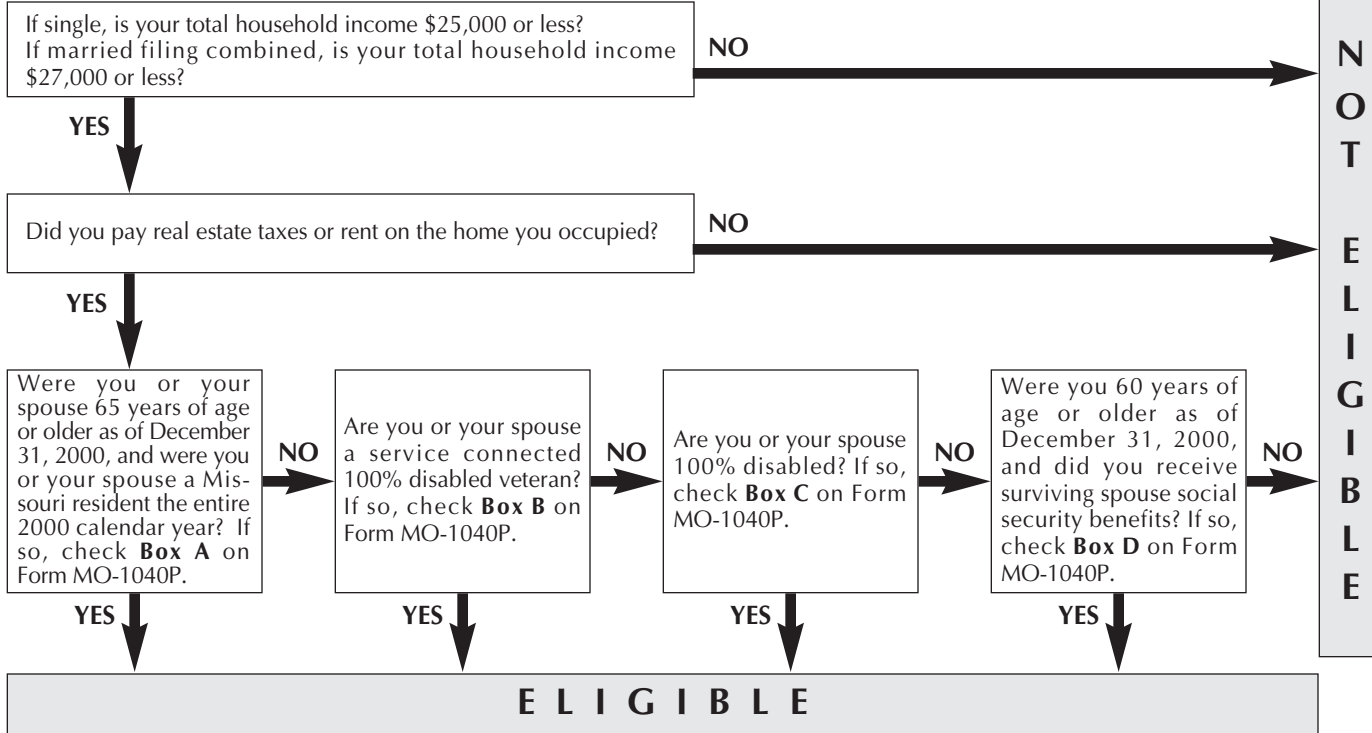 If single, is your total household income $25,000 or less?
If married filing combined, is your total household income
$27,000 or less?
NO
YES
Did you pay real estate taxes or rent on the home you occupied?
NO
YES
Were you or your
spouse 65 years of age
or older as of December
31, 2000, and were you
or your spouse a Mis-
souri resident the entire
2000 calendar year? If
so, check Box A on
Form MO-1040P.
NO
YES
Are you or your spouse
a service connected
100% disabled veteran?
If so, check Box B on
Form MO-1040P.
NO
YES
Are you or your spouse
100% disabled? If so,
check Box C on Form
MO-1040P.
NO
YES
Were you 60 years of
age or older as of
December 31, 2000,
and did you receive
surviving spouse social
security benefits? If so,
check Box D on Form
MO-1040P.
NO
YES
NOT ELIGIBLE
ELIGIBLE